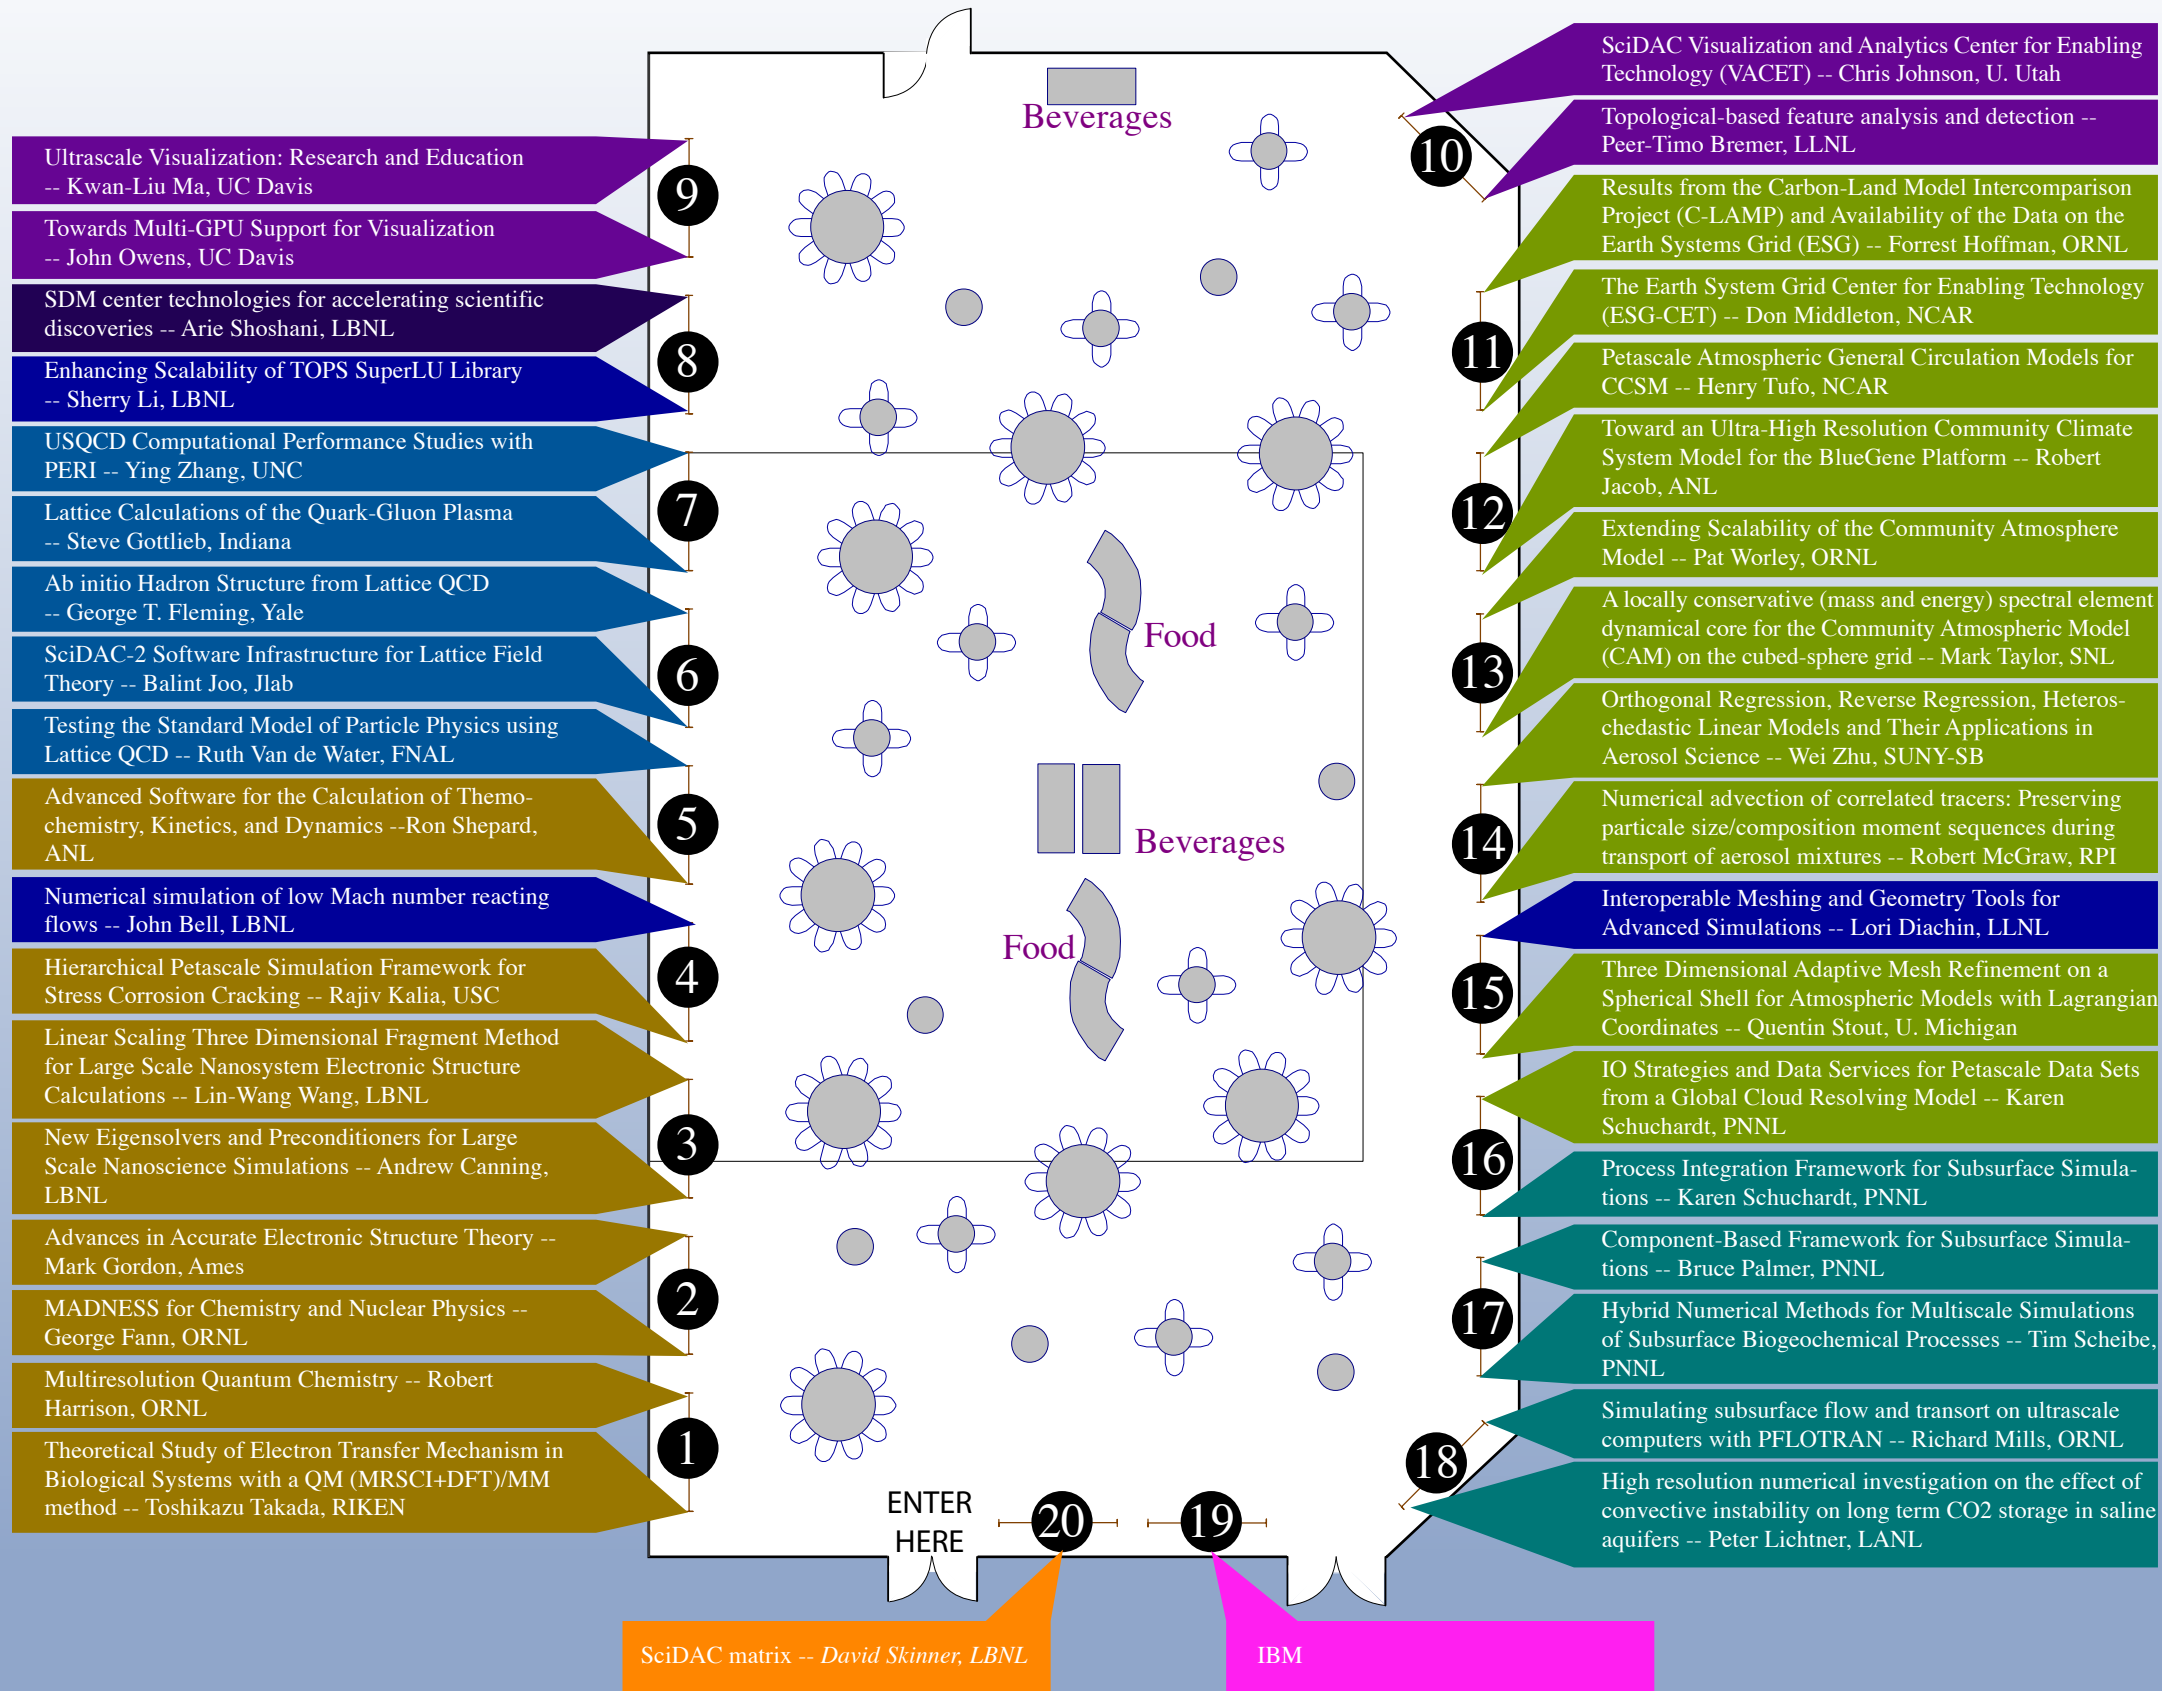 Ultrascale Visualization: Research and Education
-- Kwan-Liu Ma, UC Davis
Towards Multi-GPU Support for Visualization
-- John Owens, UC Davis
SDM center technologies for accelerating scientific
discoveries -- Arie Shoshani, LBNL
Enhancing Scalability of TOPS SuperLU Library
-- Sherry Li, LBNL
USQCD Computational Performance Studies with
PERI -- Ying Zhang, UNC
Lattice Calculations of the Quark-Gluon Plasma
-- Steve Gottlieb, Indiana
Ab initio Hadron Structure from Lattice QCD
-- George T. Fleming, Yale
SciDAC-2 Software Infrastructure for Lattice Field
Theory -- Balint Joo, Jlab
Testing the Standard Model of Particle Physics using
Lattice QCD -- Ruth Van de Water, FNAL
Advanced Software for the Calculation of Themo-
chemistry, Kinetics, and Dynamics --Ron Shepard,
ANL
Numerical simulation of low Mach number reacting
flows -- John Bell, LBNL
Hierarchical Petascale Simulation Framework for
Stress Corrosion Cracking -- Rajiv Kalia, USC
Linear Scaling Three Dimensional Fragment Method
for Large Scale Nanosystem Electronic Structure
Calculations -- Lin-Wang Wang, LBNL
New Eigensolvers and Preconditioners for Large
Scale Nanoscience Simulations -- Andrew Canning,
LBNL
Advances in Accurate Electronic Structure Theory --
Mark Gordon, Ames
MADNESS for Chemistry and Nuclear Physics --
George Fann, ORNL
Multiresolution Quantum Chemistry -- Robert
Harrison, ORNL
Theoretical Study of Electron Transfer Mechanism in
Biological Systems with a QM (MRSCI+DFT)/MM
method -- Toshikazu Takada, RIKEN
9
8
7
6
5
4
3
2
1
Beverages
Food
Beverages
Food
ENTER
HERE
20
19
10
11
12
13
14
15
16
17
18
SciDAC Visualization and Analytics Center for Enabling
Technology (VACET) -- Chris Johnson, U. Utah
Topological-based feature analysis and detection --
Peer-Timo Bremer, LLNL
Results from the Carbon-Land Model Intercomparison
Project (C-LAMP) and Availability of the Data on the
Earth Systems Grid (ESG) -- Forrest Hoffman, ORNL
The Earth System Grid Center for Enabling Technology
(ESG-CET) -- Don Middleton, NCAR
Petascale Atmospheric General Circulation Models for
CCSM -- Henry Tufo, NCAR
Toward an Ultra-High Resolution Community Climate
System Model for the BlueGene Platform -- Robert
Jacob, ANL
Extending Scalability of the Community Atmosphere
Model -- Pat Worley, ORNL
A locally conservative (mass and energy) spectral element
dynamical core for the Community Atmospheric Model
(CAM) on the cubed-sphere grid -- Mark Taylor, SNL
Orthogonal Regression, Reverse Regression, Heteros-
chedastic Linear Models and Their Applications in
Aerosol Science -- Wei Zhu, SUNY-SB
Numerical advection of correlated tracers: Preserving
particale size/composition moment sequences during
transport of aerosol mixtures -- Robert McGraw, RPI
Interoperable Meshing and Geometry Tools for
Advanced Simulations -- Lori Diachin, LLNL
Three Dimensional Adaptive Mesh Refinement on a
Spherical Shell for Atmospheric Models with Lagrangian
Coordinates -- Quentin Stout, U. Michigan
IO Strategies and Data Services for Petascale Data Sets
from a Global Cloud Resolving Model -- Karen
Schuchardt, PNNL
Process Integration Framework for Subsurface Simula-
tions -- Karen Schuchardt, PNNL
Component-Based Framework for Subsurface Simula-
tions -- Bruce Palmer, PNNL
Hybrid Numerical Methods for Multiscale Simulations
of Subsurface Biogeochemical Processes -- Tim Scheibe,
PNNL
Simulating subsurface flow and transort on ultrascale
computers with PFLOTRAN -- Richard Mills, ORNL
High resolution numerical investigation on the effect of
convective instability on long term CO2 storage in saline
aquifers -- Peter Lichtner, LANL
SciDAC matrix -- David Skinner, LBNL
IBM